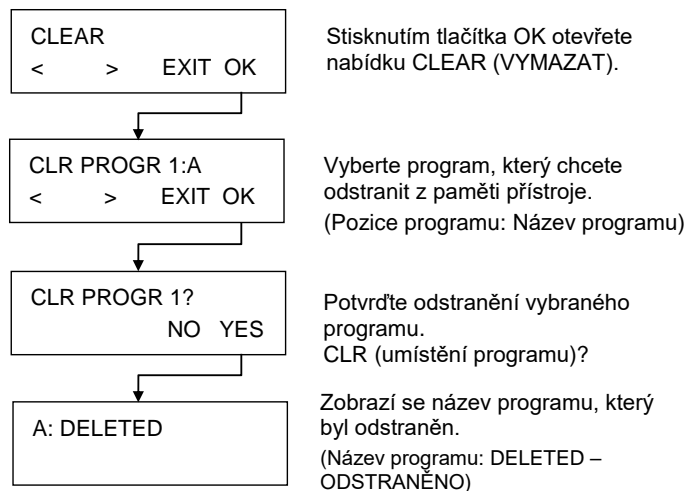 CLEAR
< > EXIT OK
Stisknutím tlačítka OK otevřete
nabídku CLEAR (VYMAZAT).
CLR PROGR 1:A
< > EXIT OK
Vyberte program, který chcete
odstranit z paměti přístroje.
(Pozice programu: Název programu)
CLR PROGR 1?
NO YES
Potvrďte odstranění vybraného
programu.
CLR (umístění programu)?
A: DELETED
Zobrazí se název programu, který
byl odstraněn.
(Název programu: DELETED –
ODSTRANĚNO)